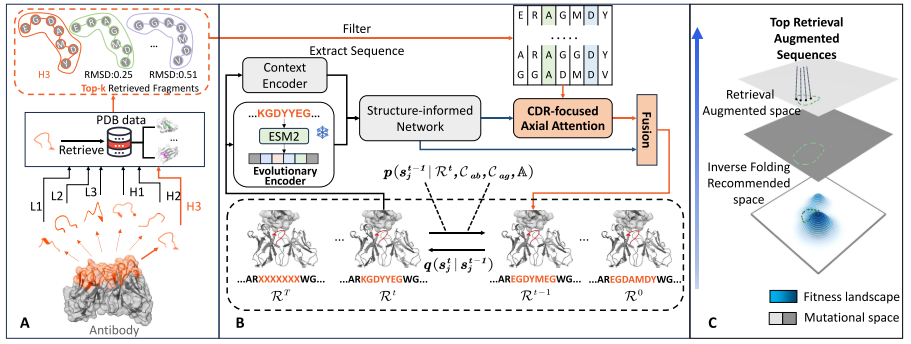 E G D A M D Y
E R A G M D Y
...
G G A D M D V
H3
RMSD:0.25
RMSD:0.51
Top-k Retrieved Fragments
PDB data
Retrieve
...
L1
L2
L3
H1
H2
H3
Antibody
A
Filter
Extract Sequence
Context
Encoder
...KGDYYEG...
ESM2
Evolutionary
Encoder
Structure-informed
Network
E R A G M D Y
.....
A R G A M D Y
G G A D M D V
CDR-focused
Axial Attention
Fusion
p(s_j^{t-1} | R^t, C_ab, C_ag, A)
q(s_j^t | s_j^{t-1})
... ...
...ARXXXXXXXWG...
...ARKGDYYEGWG...
...AREGDYMEGWG...
...AREGDAMDYWG...
R^T
R^t
R^{t-1}
R^0
B
Top Retrieval
Augmented
Sequences
Retrieval
Augmented space
Inverse Folding
Recommended
space
Fitness landscape
Mutational space
C